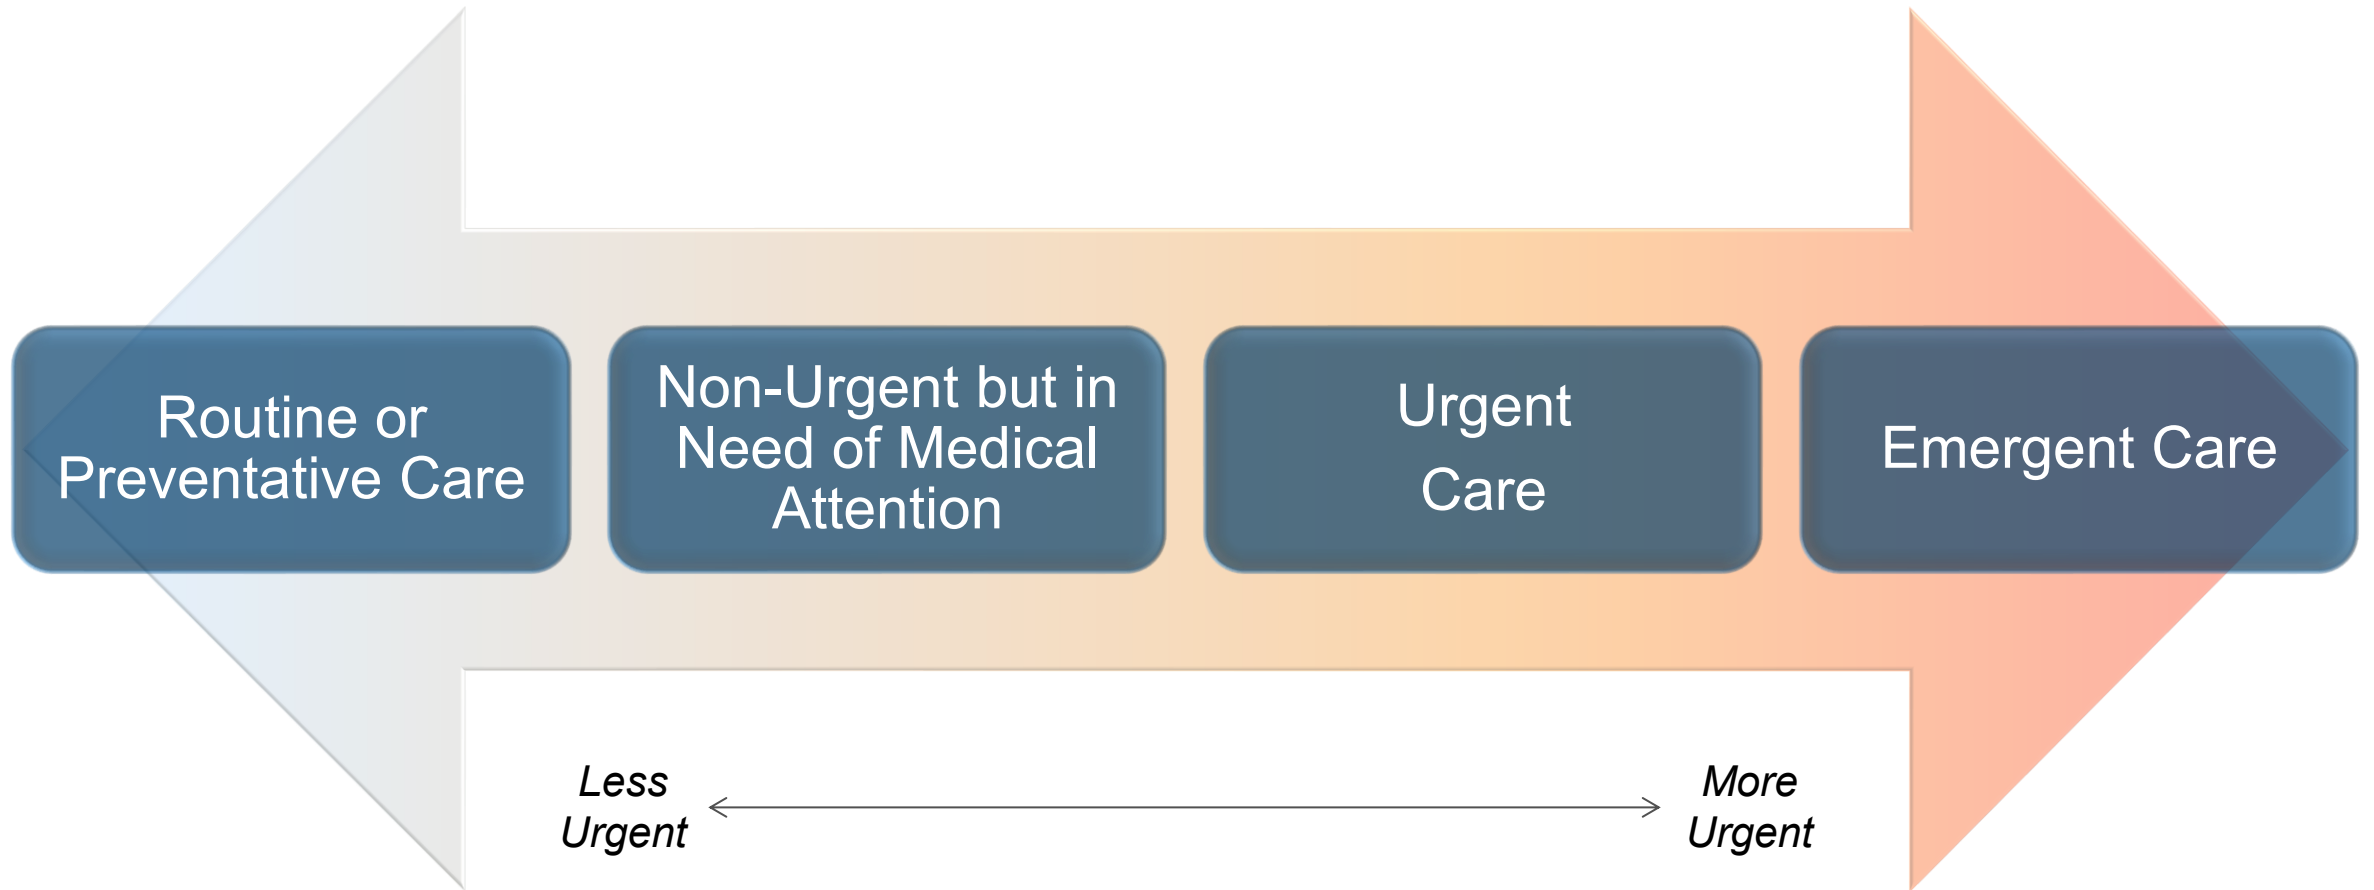 Routine or
Preventative Care
Non-Urgent but in
Need of Medical
Attention
Urgent
Care
Emergent Care
Less
Urgent
More
Urgent